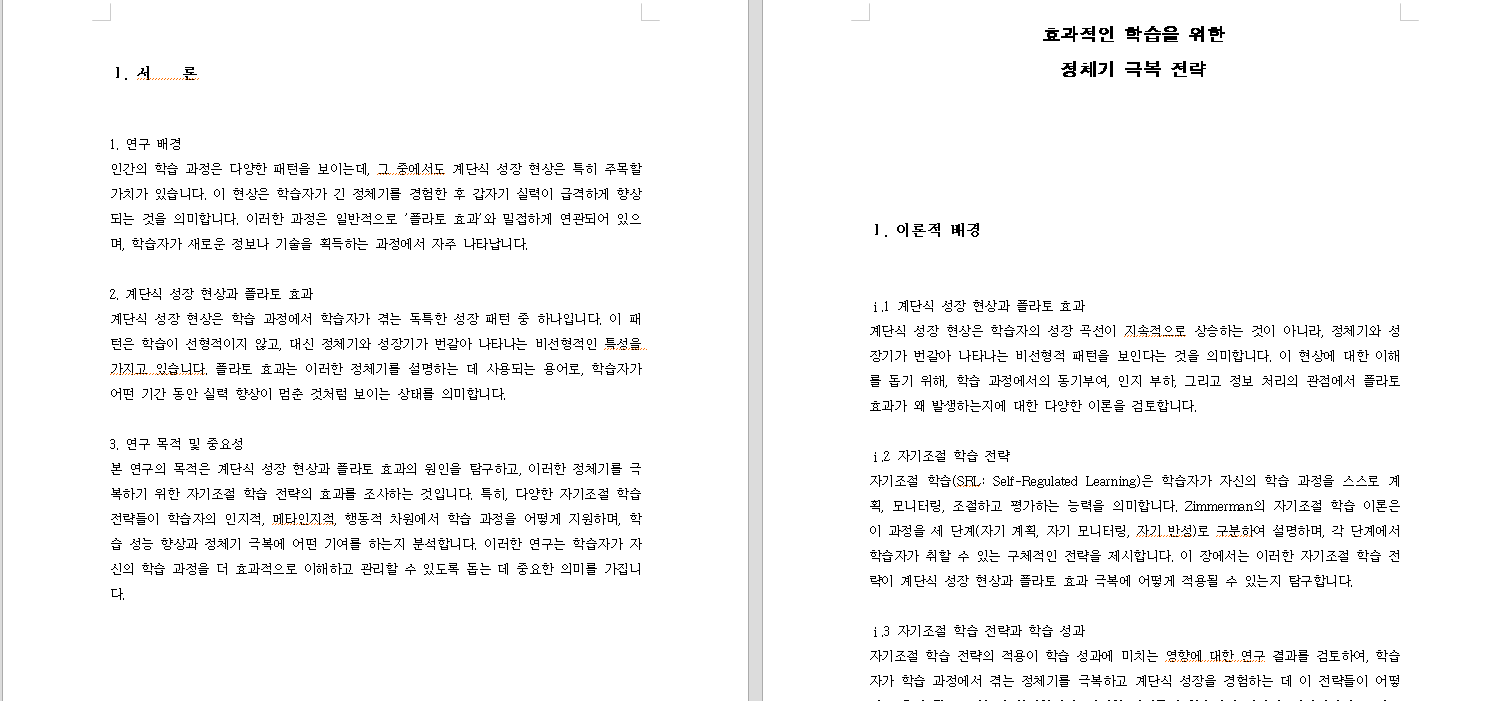 Ⅰ. 서 론
1. 연구 배경
인간의 학습 과정은 다양한 패턴을 보이는데, 그 중에서도 계단식 성장 현상은 특히 주목할
가치가 있습니다. 이 현상은 학습자가 긴 정체기를 경험한 후 갑자기 실력이 급격하게 향상
되는 것을 의미합니다. 이러한 과정은 일반적으로 '플라토 효과'와 밀접하게 연관되어 있으
며, 학습자가 새로운 정보나 기술을 획득하는 과정에서 자주 나타납니다.
2. 계단식 성장 현상과 플라토 효과
계단식 성장 현상은 학습 과정에서 학습자가 겪는 독특한 성장 패턴 중 하나입니다. 이 패
턴은 학습이 선형적이지 않고, 대신 정체기와 성장기가 번갈아 나타나는 비선형적인 특성을
가지고 있습니다. 플라토 효과는 이러한 정체기를 설명하는 데 사용되는 용어로, 학습자가
어떤 기간 동안 실력 향상이 멈춘 것처럼 보이는 상태를 의미합니다.
3. 연구 목적 및 중요성
본 연구의 목적은 계단식 성장 현상과 플라토 효과의 원인을 탐구하고, 이러한 정체기를 극
복하기 위한 자기조절 학습 전략의 효과를 조사하는 것입니다. 특히, 다양한 자기조절 학습
전략들이 학습자의 인지적, 메타인지적, 행동적 차원에서 학습 과정을 어떻게 지원하며, 학
습 성능 향상과 정체기 극복에 어떤 기여를 하는지 분석합니다. 이러한 연구는 학습자가 자
신의 학습 과정을 더 효과적으로 이해하고 관리할 수 있도록 돕는 데 중요한 의미를 가집니
다.
효과적인 학습을 위한
정체기 극복 전략
Ⅰ. 이론적 배경
ⅰ.1 계단식 성장 현상과 플라토 효과
계단식 성장 현상은 학습자의 성장 곡선이 지속적으로 상승하는 것이 아니라, 정체기와 성
장기가 번갈아 나타나는 비선형적 패턴을 보인다는 것을 의미합니다. 이 현상에 대한 이해
를 돕기 위해, 학습 과정에서의 동기부여, 인지 부하, 그리고 정보 처리의 관점에서 플라토
효과가 왜 발생하는지에 대한 다양한 이론을 검토합니다.
ⅰ.2 자기조절 학습 전략
자기조절 학습(SRL: Self-Regulated Learning)은 학습자가 자신의 학습 과정을 스스로 계
획, 모니터링, 조절하고 평가하는 능력을 의미합니다. Zimmerman의 자기조절 학습 이론은
이 과정을 세 단계(자기 계획, 자기 모니터링, 자기 반성)로 구분하여 설명하며, 각 단계에서
학습자가 취할 수 있는 구체적인 전략을 제시합니다. 이 장에서는 이러한 자기조절 학습 전
략이 계단식 성장 현상과 플라토 효과 극복에 어떻게 적용될 수 있는지 탐구합니다.
ⅰ.3 자기조절 학습 전략과 학습 성과
자기조절 학습 전략의 적용이 학습 성과에 미치는 영향에 대한 연구 결과를 검토하여, 학습
자가 학습 과정에서 겪는 정체기를 극복하고 계단식 성장을 경험하는 데 이 전략들이 어떻